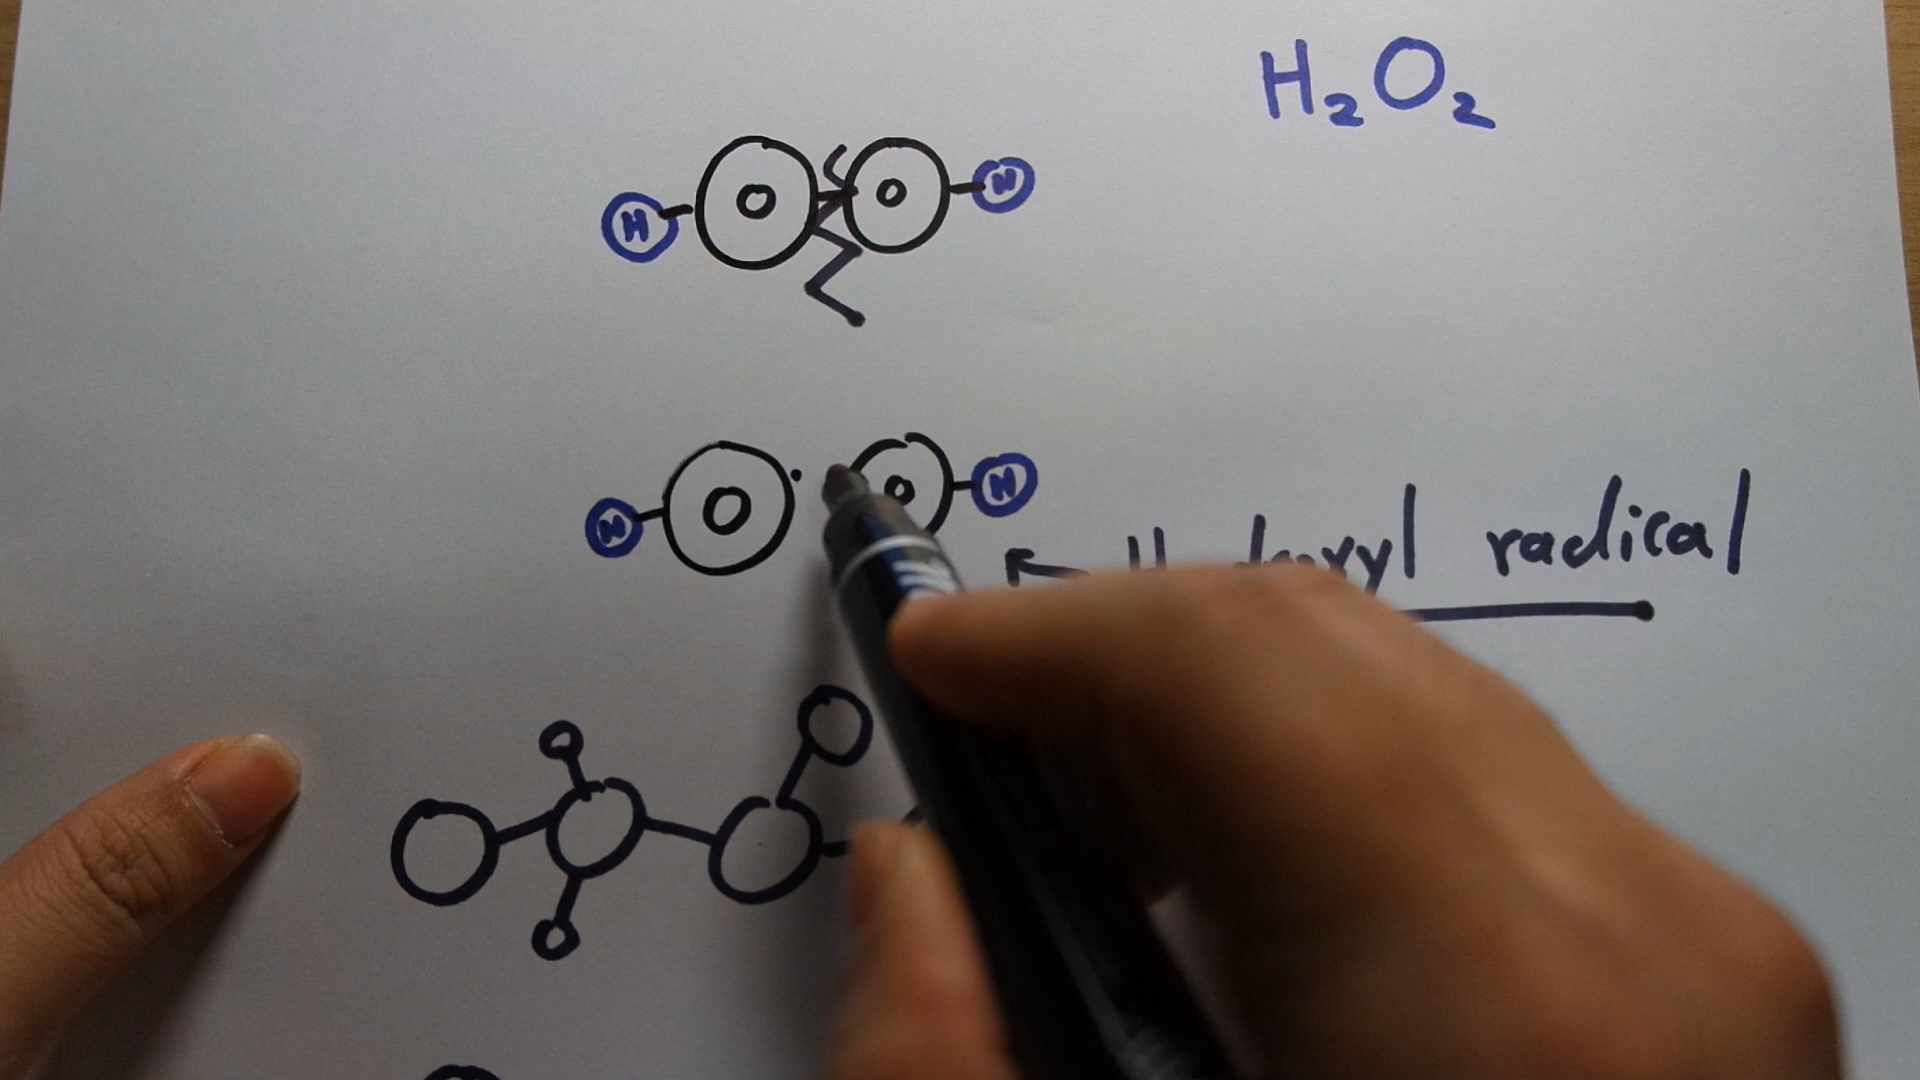 H₂O₂
H O O H
H O O H
radical